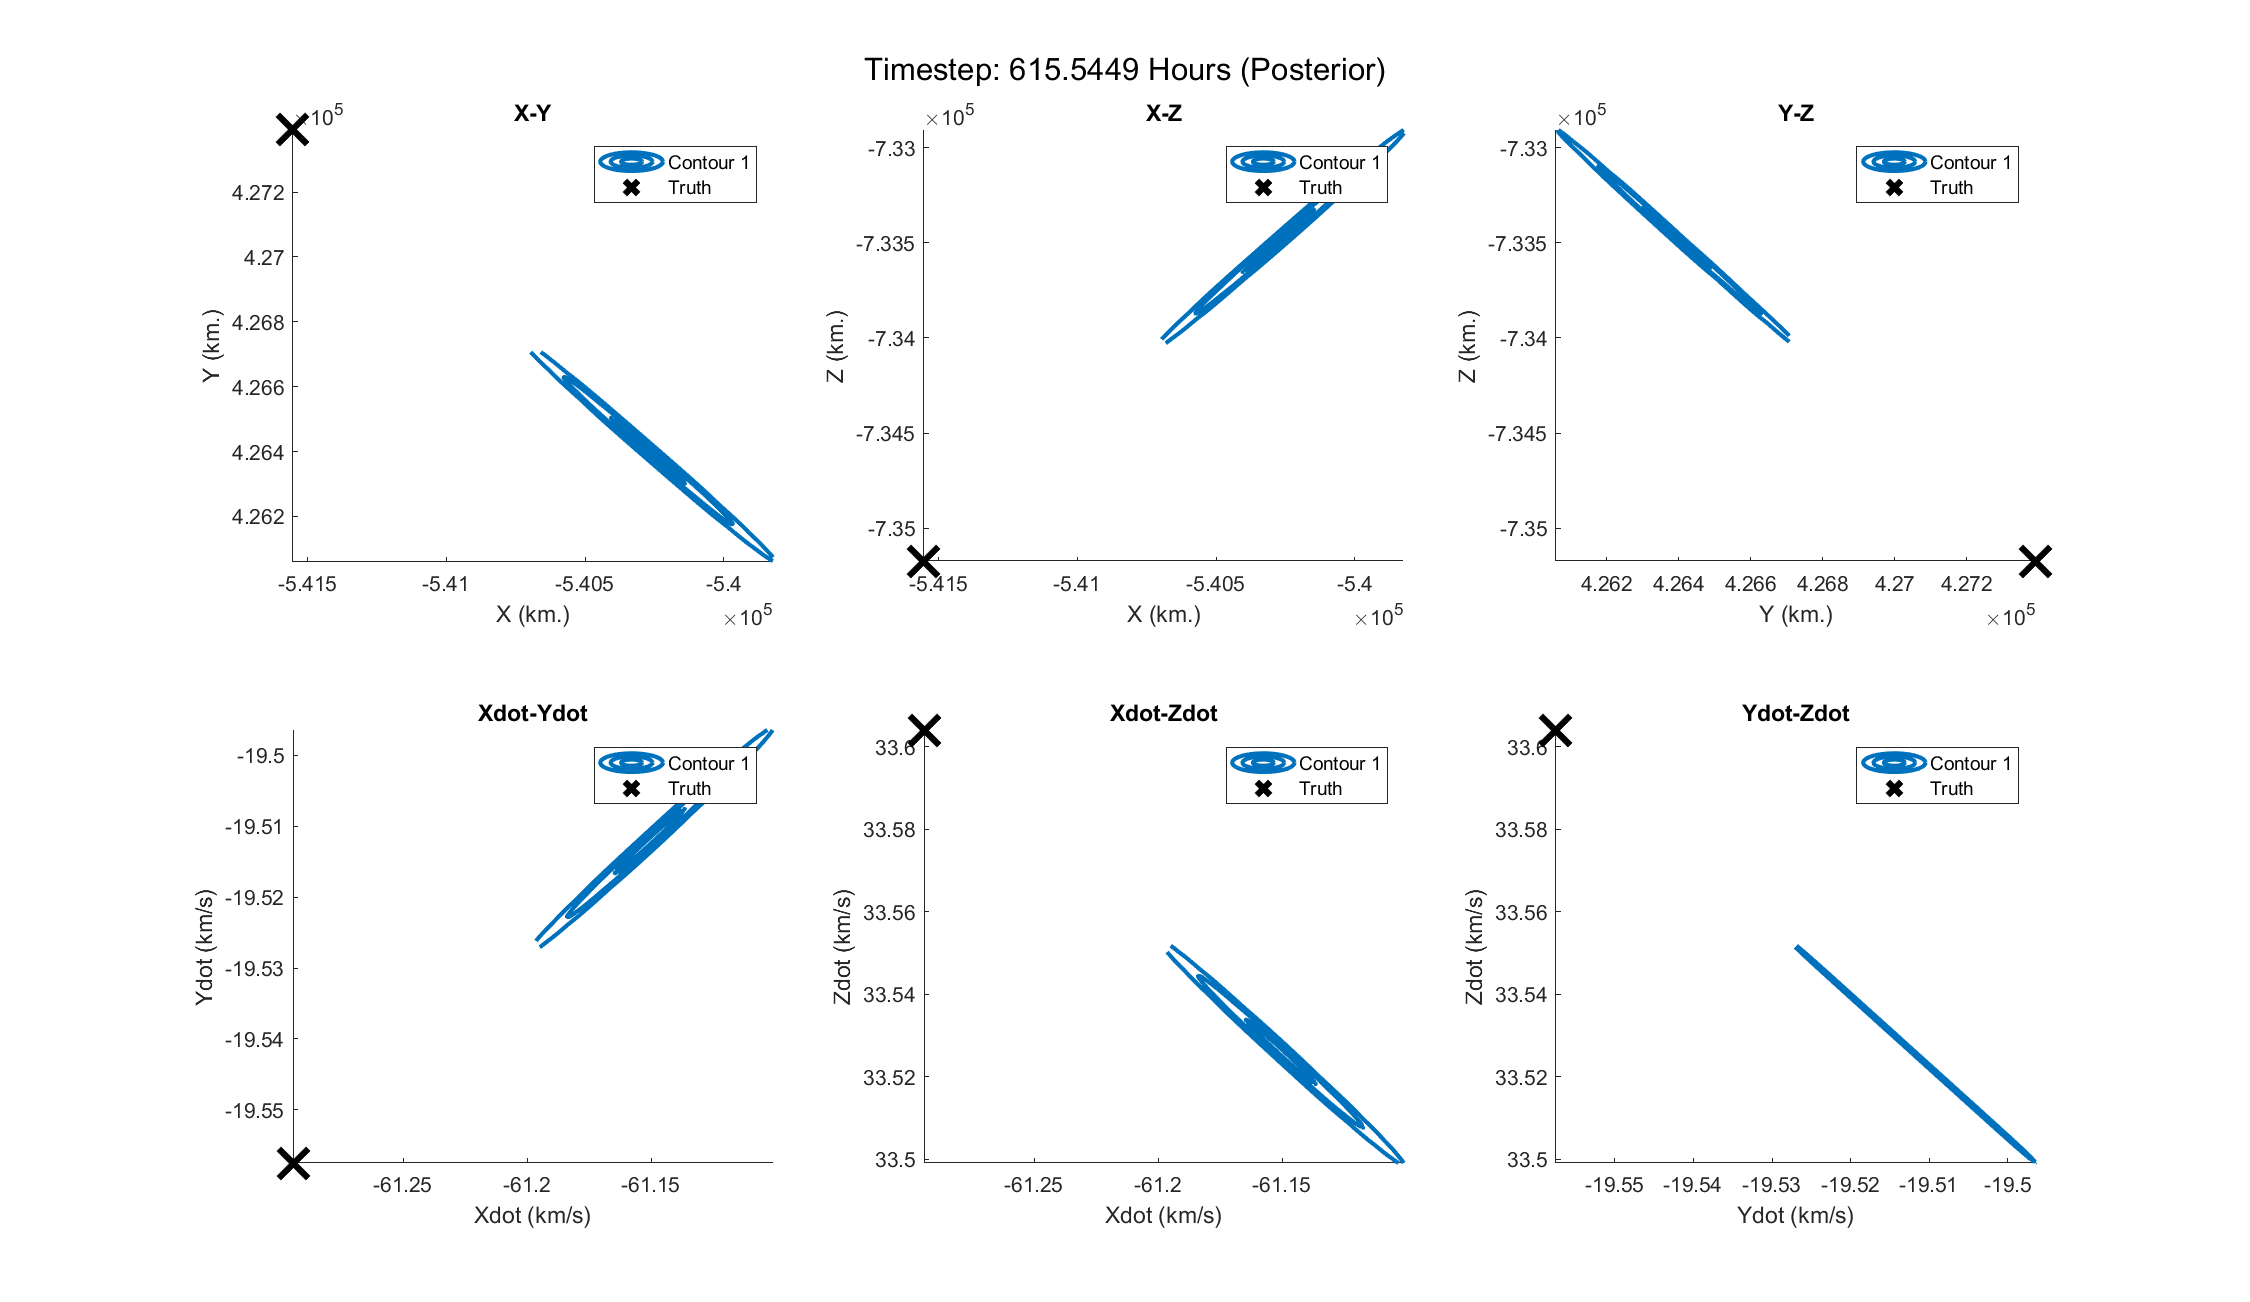 Timestep: 615.5449 Hours (Posterior)
X-Y
×10^5
4.272
4.27
4.268
4.266
4.264
4.262
Y (km.)
-5.415 -5.41 -5.405 -5.4
X (km.)
×10^5
Contour 1
Truth
X-Z
×10^5
-7.33
-7.335
-7.34
-7.345
-7.35
Z (km.)
-5.415 -5.41 -5.405 -5.4
X (km.)
×10^5
Contour 1
Truth
Y-Z
×10^5
-7.33
-7.335
-7.34
-7.345
-7.35
Z (km.)
4.262 4.264 4.266 4.268 4.27 4.272
Y (km.)
×10^5
Contour 1
Truth
Xdot-Ydot
-19.5
-19.51
-19.52
-19.53
-19.54
-19.55
Ydot (km/s)
-61.25 -61.2 -61.15
Xdot (km/s)
Contour 1
Truth
Xdot-Zdot
33.6
33.58
33.56
33.54
33.52
33.5
Zdot (km/s)
-61.25 -61.2 -61.15
Xdot (km/s)
Contour 1
Truth
Ydot-Zdot
33.6
33.58
33.56
33.54
33.52
33.5
Zdot (km/s)
-19.55 -19.54 -19.53 -19.52 -19.51 -19.5
Ydot (km/s)
Contour 1
Truth